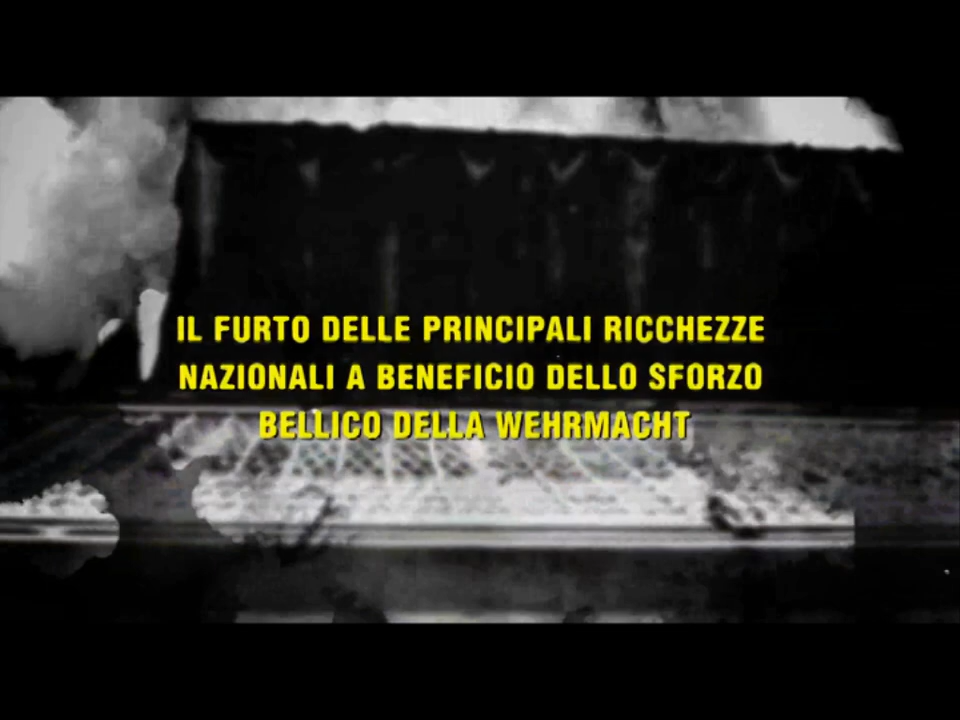 IL FURTO DELLE PRINCIPALI RICCHEZZE
NAZIONALI A BENEFICIO DELLO SFORZO
BELLICO DELLA WEHRMACHT